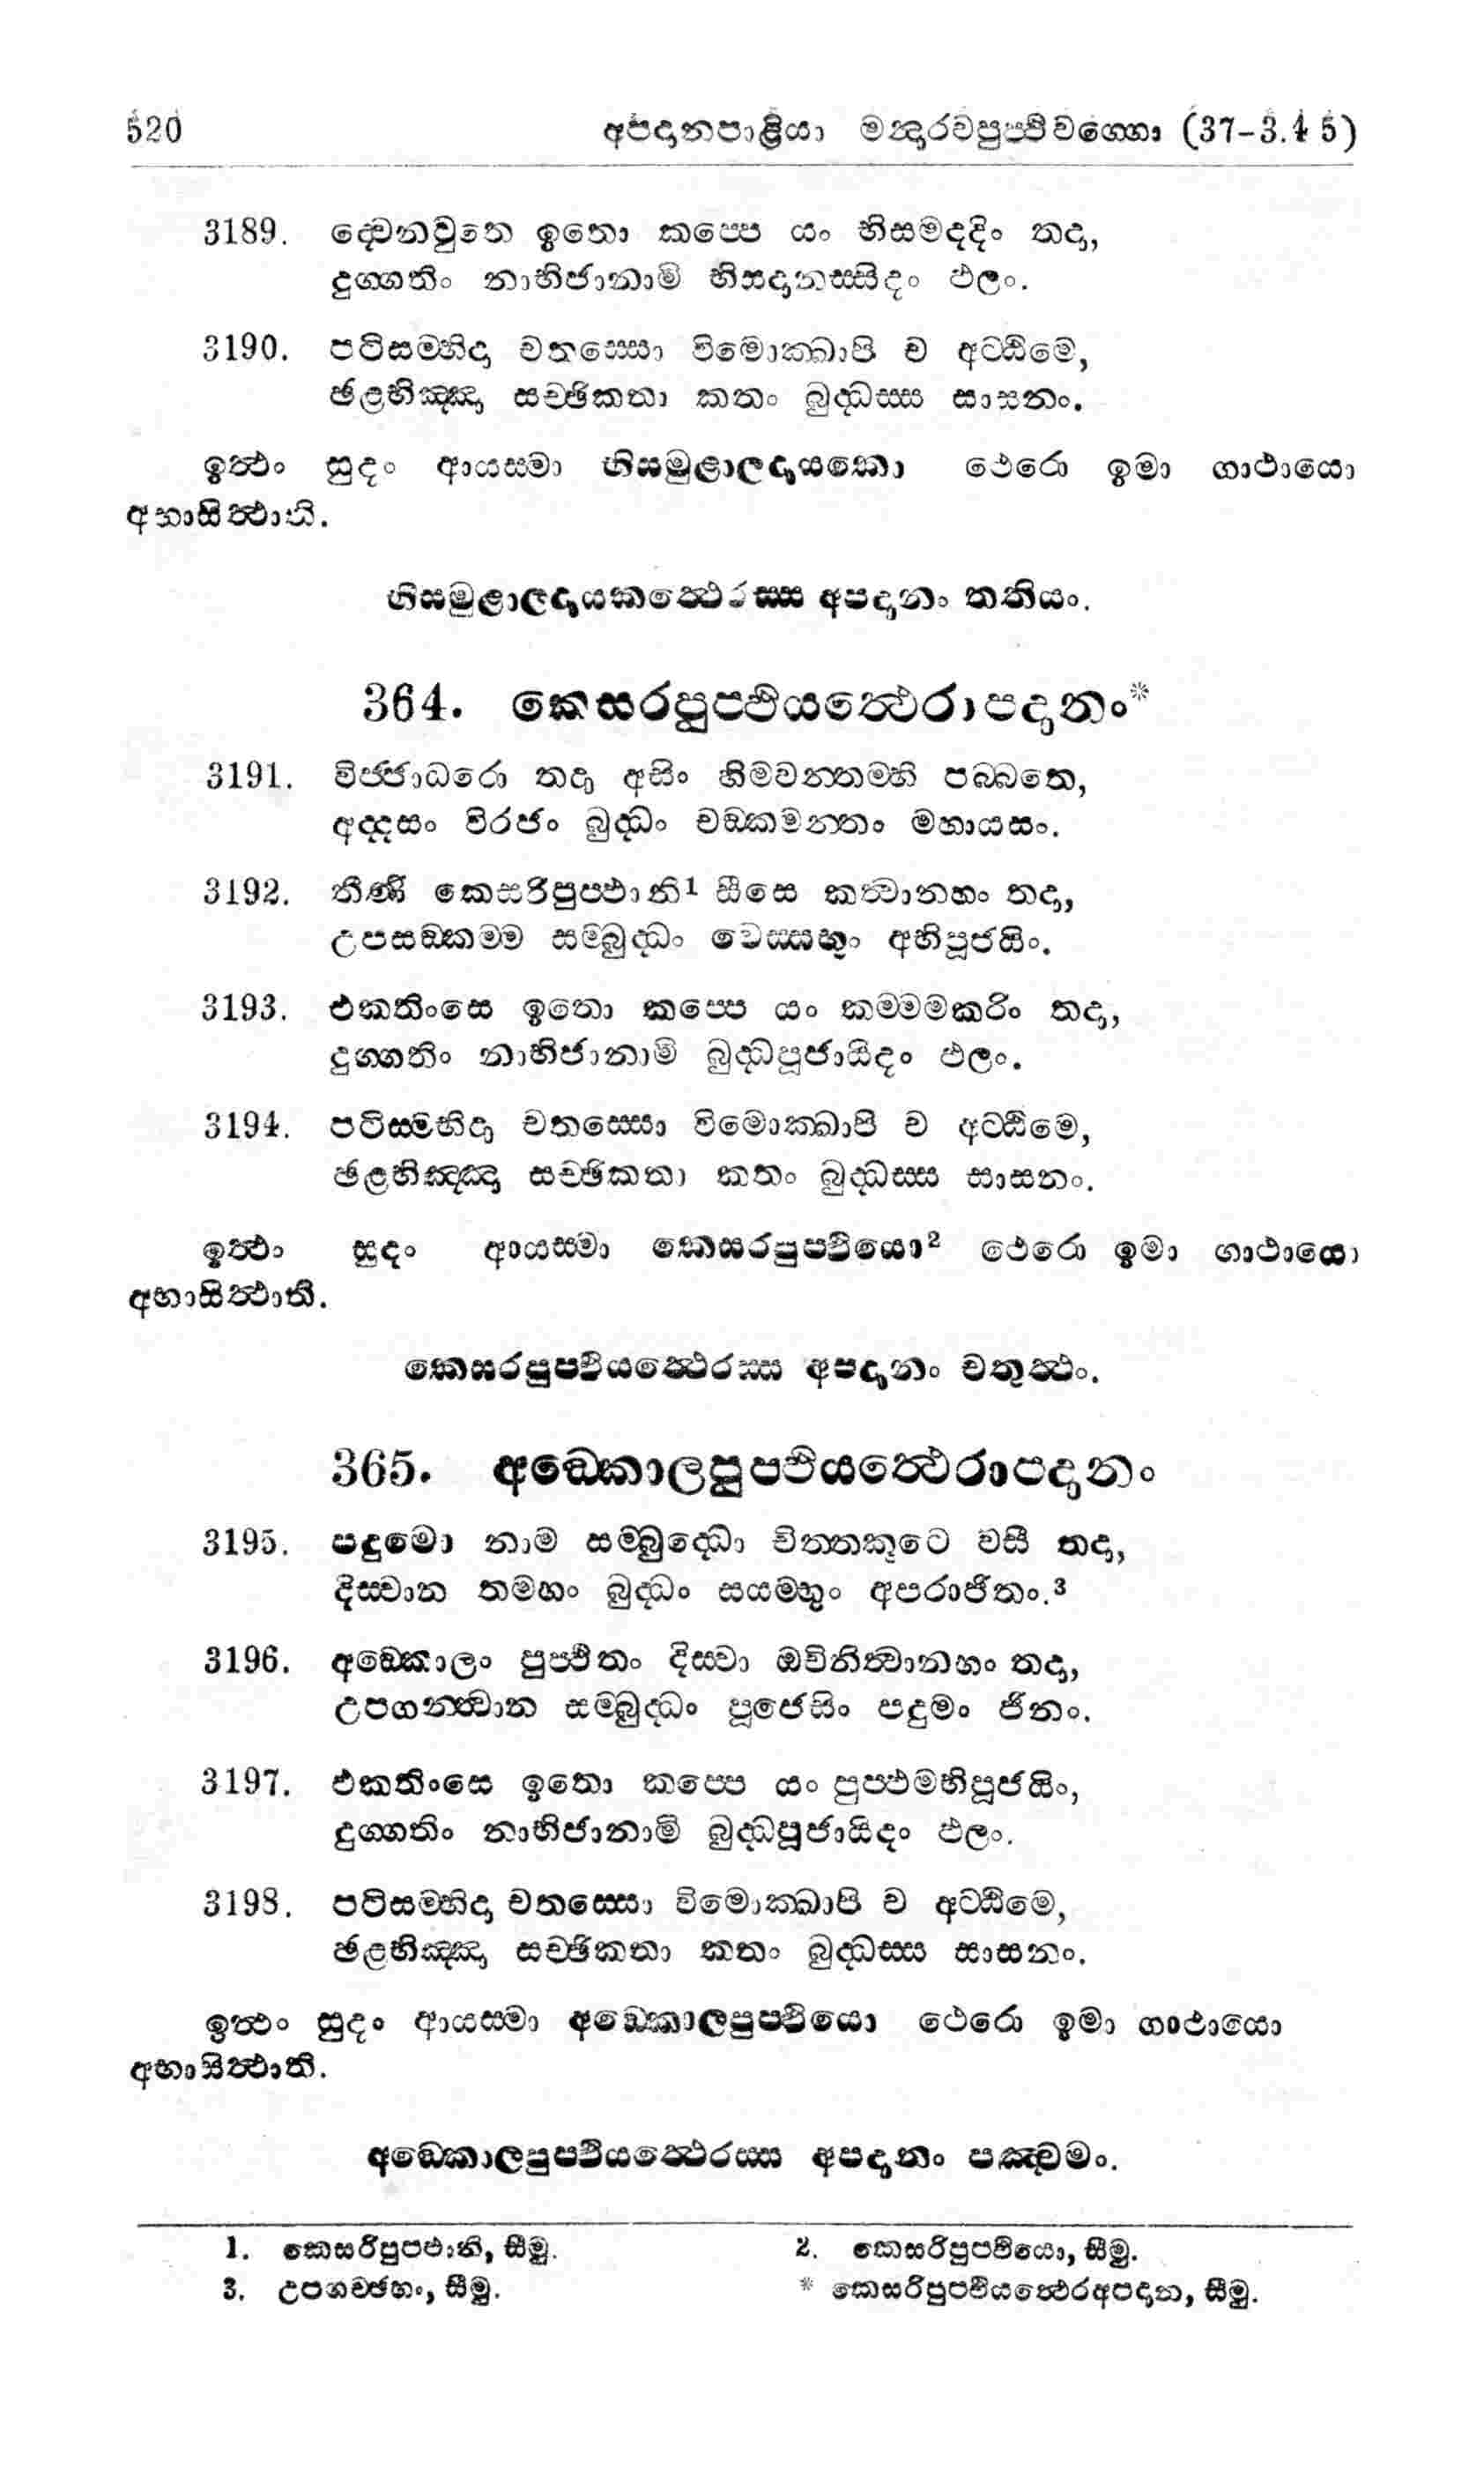 520 අපදානපාළියා මන්දාරවපුප්ඵිවග්ගො (37-3.4 5)
3189. ද්වෙනවුතෙ ඉතො කප්පෙ යං භිසමදදිං තදා,
දුග්ගතිං නාභිජානාමි භිසදානස්සිදං ඵලං.
3190. පටිසම්භිදා චතස්සො විමොක්ඛාපි ච අට්ඨිමෙ,
ඡළභිඤ්ඤා සච්ඡිකතා කතං බුද්ධස්ස සාසනං.
ඉත්ථං සුදං ආයස්මා භිසමුළාලදායකො ථෙරො ඉමා ගාථායො
අභාසිත්ථාති.
භිසමුළාලදායකත්ථෙරස්ස අපදානං තතියං.
364. කෙසරපුප්ඵියත්ථෙරාපදානං*
3191. විජ්ජාධරො තදා අසිං හිමවන්තම්හි පබ්බතෙ,
අද්දසං විරජං බුද්ධං චඞ්කමන්තං මහායසං.
3192. තීණි කෙසරිපුප්ඵානි1 සීසෙ කත්වානහං තදා,
උපසඞ්කම්ම සම්බුද්ධං වෙස්සභුං අභිපූජයිං.
3193. එකතිංසෙ ඉතො කප්පෙ යං කම්මමකරිං තදා,
දුග්ගතිං නාභිජානාමි බුද්ධපූජායිදං ඵලං.
3194. පටිසම්භිදා චතස්සො විමොක්ඛාපි ච අට්ඨිමෙ,
ඡළභිඤ්ඤා සච්ඡිකතා කතං බුද්ධස්ස සාසනං.
ඉත්ථං සුදං ආයස්මා කෙසරපුප්ඵියො2 ථෙරො ඉමා ගාථායො
අභාසිත්ථාති.
කෙසරපුප්ඵියත්ථෙරස්ස අපදානං චතුත්ථං.
365. අඞ්කොලපුප්ඵියත්ථෙරාපදානං
3195. පදුමො නාම සම්බුද්ධො චිත්තකූටෙ වසී තදා,
දිස්වාන තමහං බුද්ධං සයම්භුං අපරාජිතං.3
3196. අඞ්කොලං පුප්ඵිතං දිස්වා ඔචිනිත්වානහං තදා,
උපගන්ත්වාන සම්බුද්ධං පූජෙසිං පදුමං ජිනං.
3197. එකතිංසෙ ඉතො කප්පෙ යං පුප්ඵමභිපූජයිං,
දුග්ගතිං නාභිජානාමි බුද්ධපූජායිදං ඵලං.
3198. පටිසම්භිදා චතස්සො විමොක්ඛාපි ච අට්ඨිමෙ,
ඡළභිඤ්ඤා සච්ඡිකතා කතං බුද්ධස්ස සාසනං.
ඉත්ථං සුදං ආයස්මා අඞ්කොලපුප්ඵියො ථෙරො ඉමා ගාථායො
අභාසිත්ථාති.
අඞ්කොලපුප්ඵියත්ථෙරස්ස අපදානං පඤ්චමං.
1. කෙසරිපුප්ඵානි, සීමු. 2. කෙසරිපුප්ඵියො, සීමු.
3. උපගච්ඡහං, සීමු. * කෙසරිපුප්ඵියත්ථෙරඅපදාන, සීමු.